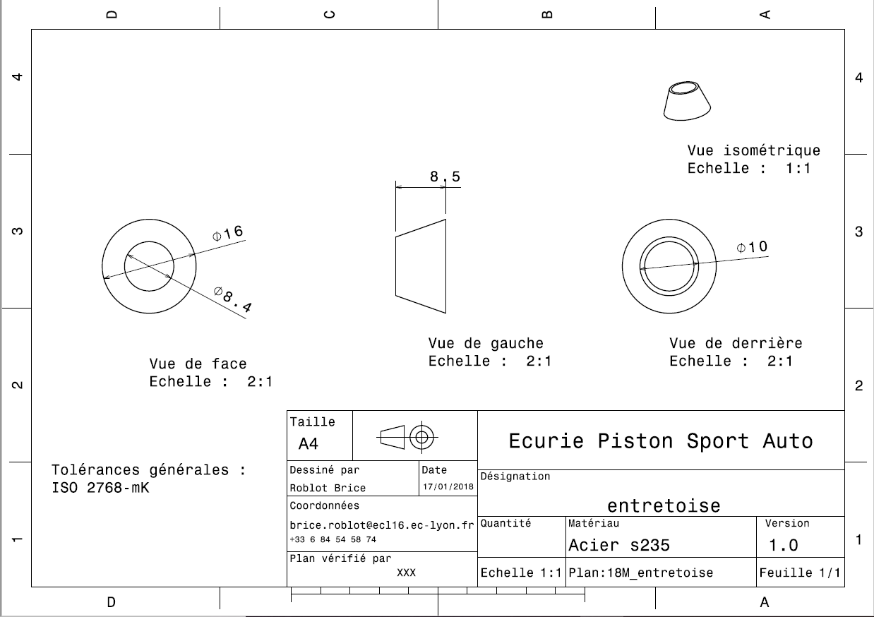 D C B A
4 4
Vue isométrique
Echelle : 1:1
8.5
3 3
Φ16
Φ10
Ø8.4
Vue de gauche
Echelle : 2:1
Vue de derrière
Echelle : 2:1
Vue de face
Echelle : 2:1
2 2
Taille
A4
Ecurie Piston Sport Auto
Tolérances générales :
ISO 2768-mK
Dessiné par
Roblot Brice
Date
17/01/2018
Désignation
entretoise
Coordonnées
brice.roblot@ecl16.ec-lyon.fr
+33 6 84 54 58 74
Quantité
Matériau
Acier s235
Version
1.0
1 1
Plan vérifié par
XXX
Echelle 1:1
Plan:18M_entretoise
Feuille 1/1
D A